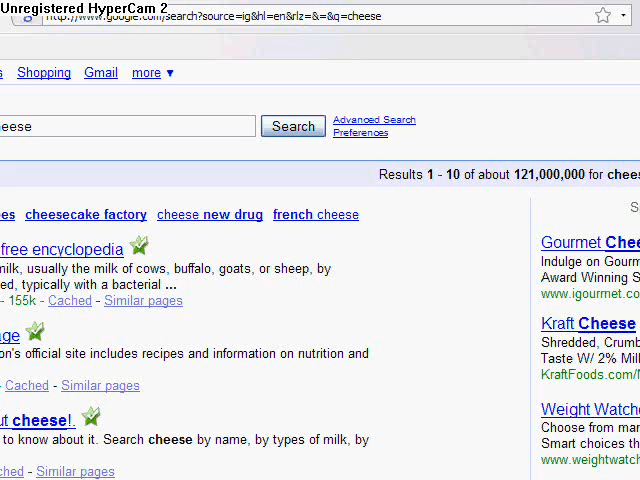 Unregistered HyperCam 2
http://www.google.com/search?source=ig&hl=en&rlz=&=&q=cheese
s Shopping Gmail more ▼
eese Search Advanced Search
Preferences
Results 1 - 10 of about 121,000,000 for chees
es cheesecake factory cheese new drug french cheese
free encyclopedia
milk, usually the milk of cows, buffalo, goats, or sheep, by
ed, typically with a bacterial ...
- 155k - Cached - Similar pages
age
on's official site includes recipes and information on nutrition and
Cached - Similar pages
ut cheese!.
to know about it. Search cheese by name, by types of milk, by
ched - Similar pages
S
Gourmet Chee
Indulge on Gourm
Award Winning S
www.igourmet.co
Kraft Cheese
Shredded, Crumb
Taste W/ 2% Mil
KraftFoods.com/
Weight Watch
Choose from mar
Smart choices th
www.weightwatch